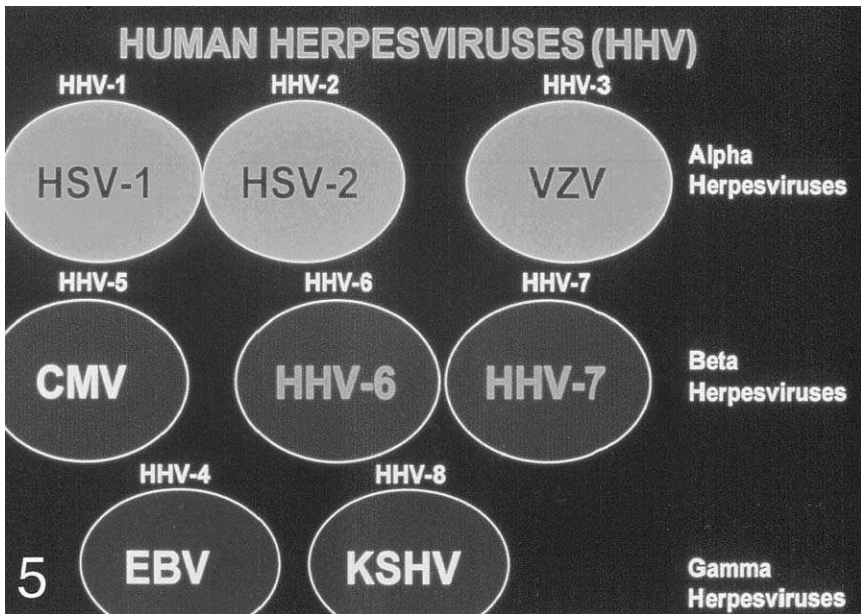 HUMAN HERPESVIRUSES (HHV)
HHV-1 HHV-2 HHV-3
HSV-1 HSV-2 VZV
Alpha
Herpesviruses
HHV-5 HHV-6 HHV-7
CMV HHV-6 HHV-7
Beta
Herpesviruses
HHV-4 HHV-8
EBV KSHV
Gamma
Herpesviruses
5